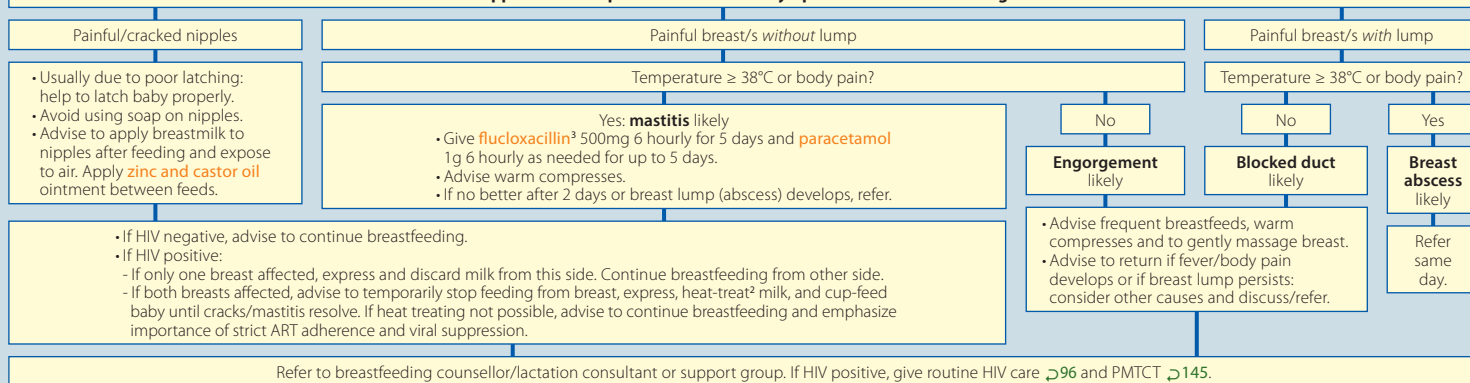 Painful/cracked nipples
• Usually due to poor latching:
help to latch baby properly.
• Avoid using soap on nipples.
• Advise to apply breastmilk to
nipples after feeding and expose
to air. Apply zinc and castor oil
ointment between feeds.
Painful breast/s without lump
Temperature ≥ 38°C or body pain?
Yes: mastitis likely
• Give flucloxacillin³ 500mg 6 hourly for 5 days and paracetamol
1g 6 hourly as needed for up to 5 days.
• Advise warm compresses.
• If no better after 2 days or breast lump (abscess) develops, refer.
No
Engorgement
likely
Painful breast/s with lump
Temperature ≥ 38°C or body pain?
No
Blocked duct
likely
Yes
Breast
abscess
likely
Refer
same
day.
• If HIV negative, advise to continue breastfeeding.
• If HIV positive:
- If only one breast affected, express and discard milk from this side. Continue breastfeeding from other side.
- If both breasts affected, advise to temporarily stop feeding from breast, express, heat-treat² milk, and cup-feed
baby until cracks/mastitis resolve. If heat treating not possible, advise to continue breastfeeding and emphasize
importance of strict ART adherence and viral suppression.
• Advise frequent breastfeeds, warm
compresses and to gently massage breast.
• Advise to return if fever/body pain
develops or if breast lump persists:
consider other causes and discuss/refer.
Refer to breastfeeding counsellor/lactation consultant or support group. If HIV positive, give routine HIV care ⮌96 and PMTCT ⮌145.